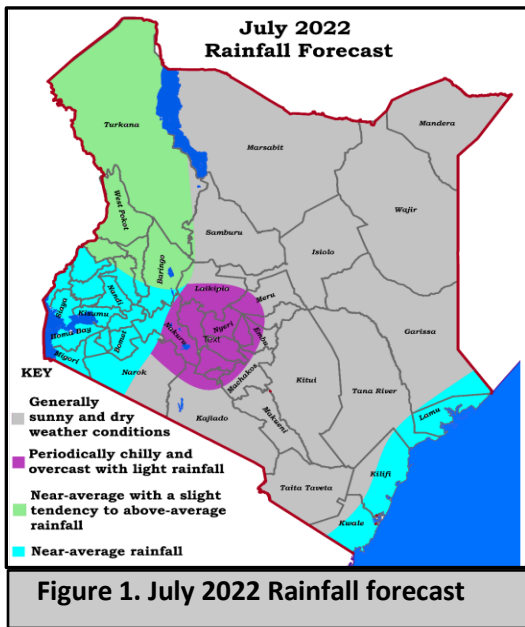 July 2022
Rainfall Forecast
Turkana
Mandera
Marsabit
West Pokot
Wajir
Samburu
Baringo
Isiolo
Laikipia
Meru
Nandi
Siaya
Kisumu
Nyeri
Nakuru
Text
Embu
Garissa
Homa Bay
Bomet
Migori
Machakos
Kitui
Tana River
Narok
Lamu
KEY
Kajiado
Makueni
Generally
sunny and dry
weather conditions
Kilifi
Periodically chilly and
overcast with light rainfall
Taita Taveta
Near-average with a slight
tendency to above-average
rainfall
Kwale
Near-average rainfall
Figure 1. July 2022 Rainfall forecast